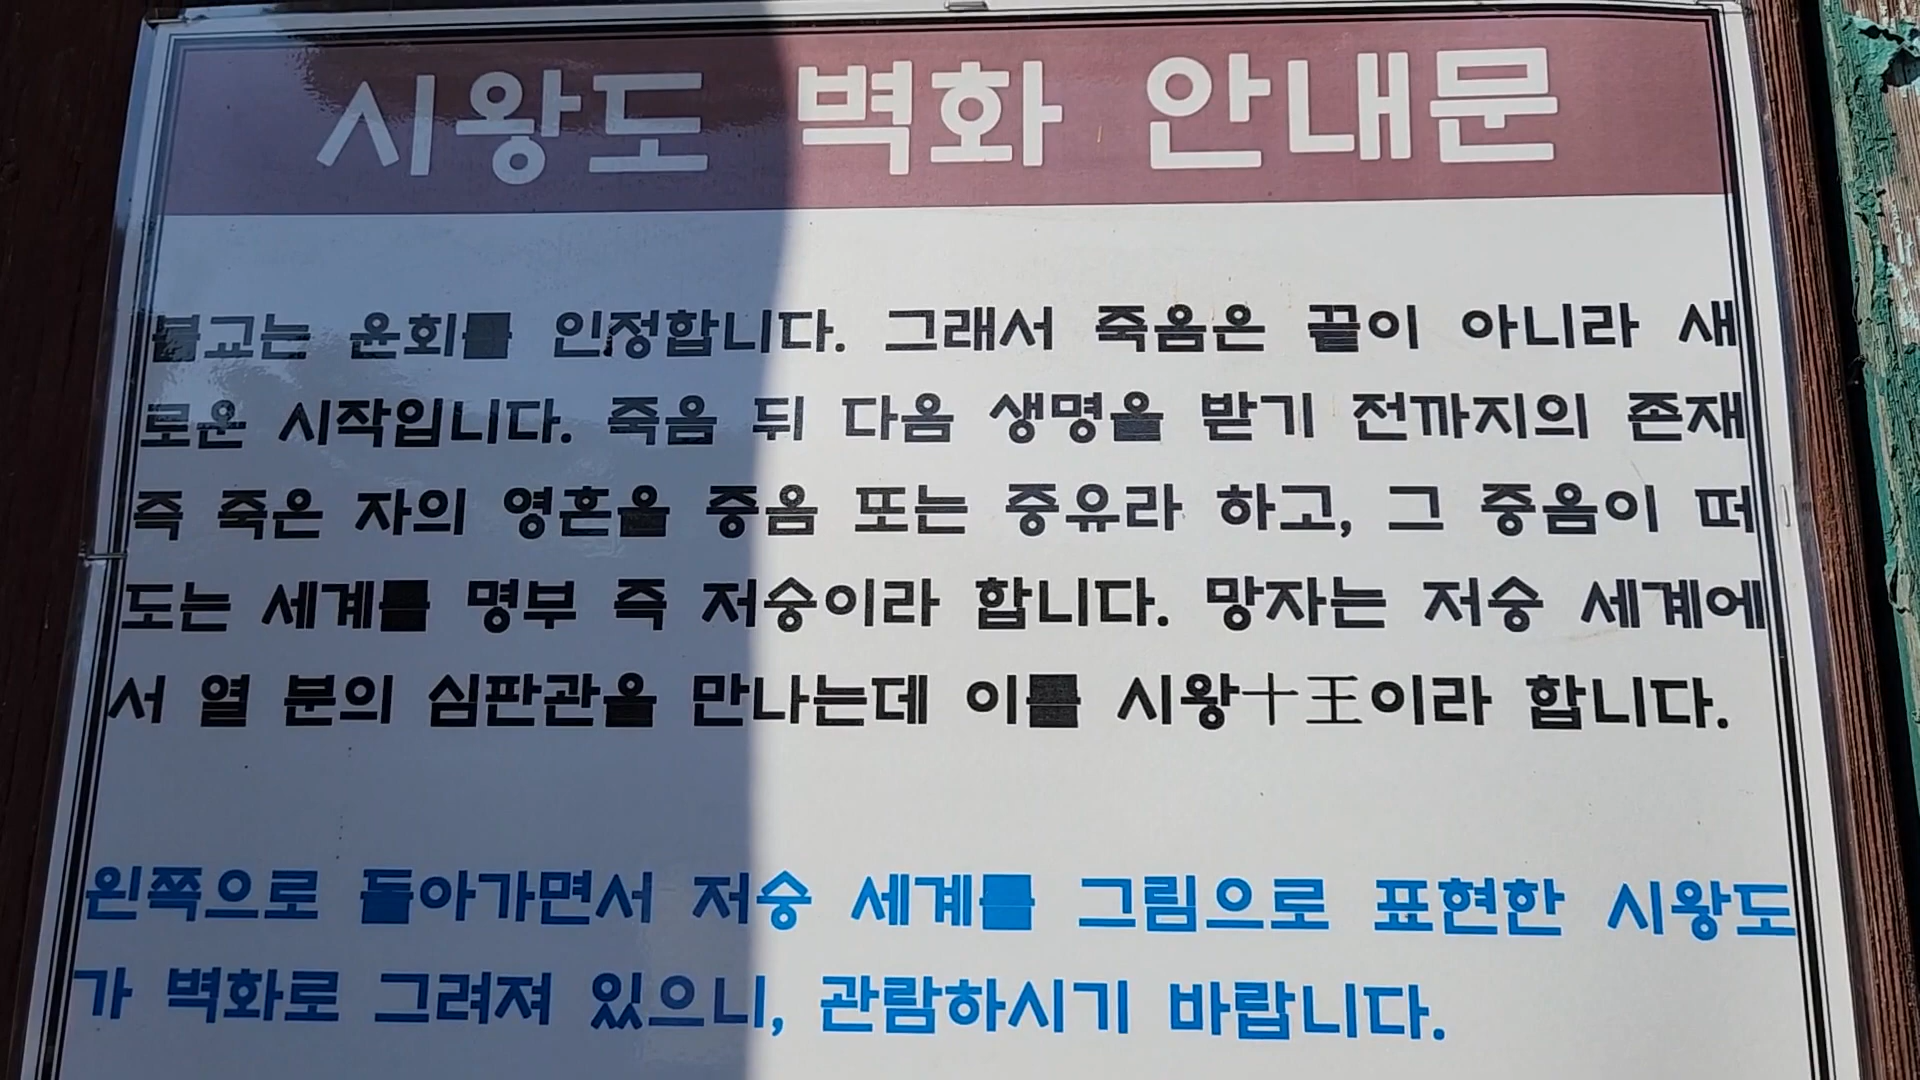 시왕도 벽화 안내문
불교는 윤회를 인정합니다. 그래서 죽음은 끝이 아니라 새
로운 시작입니다. 죽음 뒤 다음 생명을 받기 전까지의 존재
즉 죽은 자의 영혼을 중음 또는 중유라 하고, 그 중음이 떠
도는 세계를 명부 즉 저승이라 합니다. 망자는 저승 세계에
서 열 분의 심판관을 만나는데 이를 시왕十王이라 합니다.
왼쪽으로 돌아가면서 저승 세계를 그림으로 표현한 시왕도
가 벽화로 그려져 있으니, 관람하시기 바랍니다.